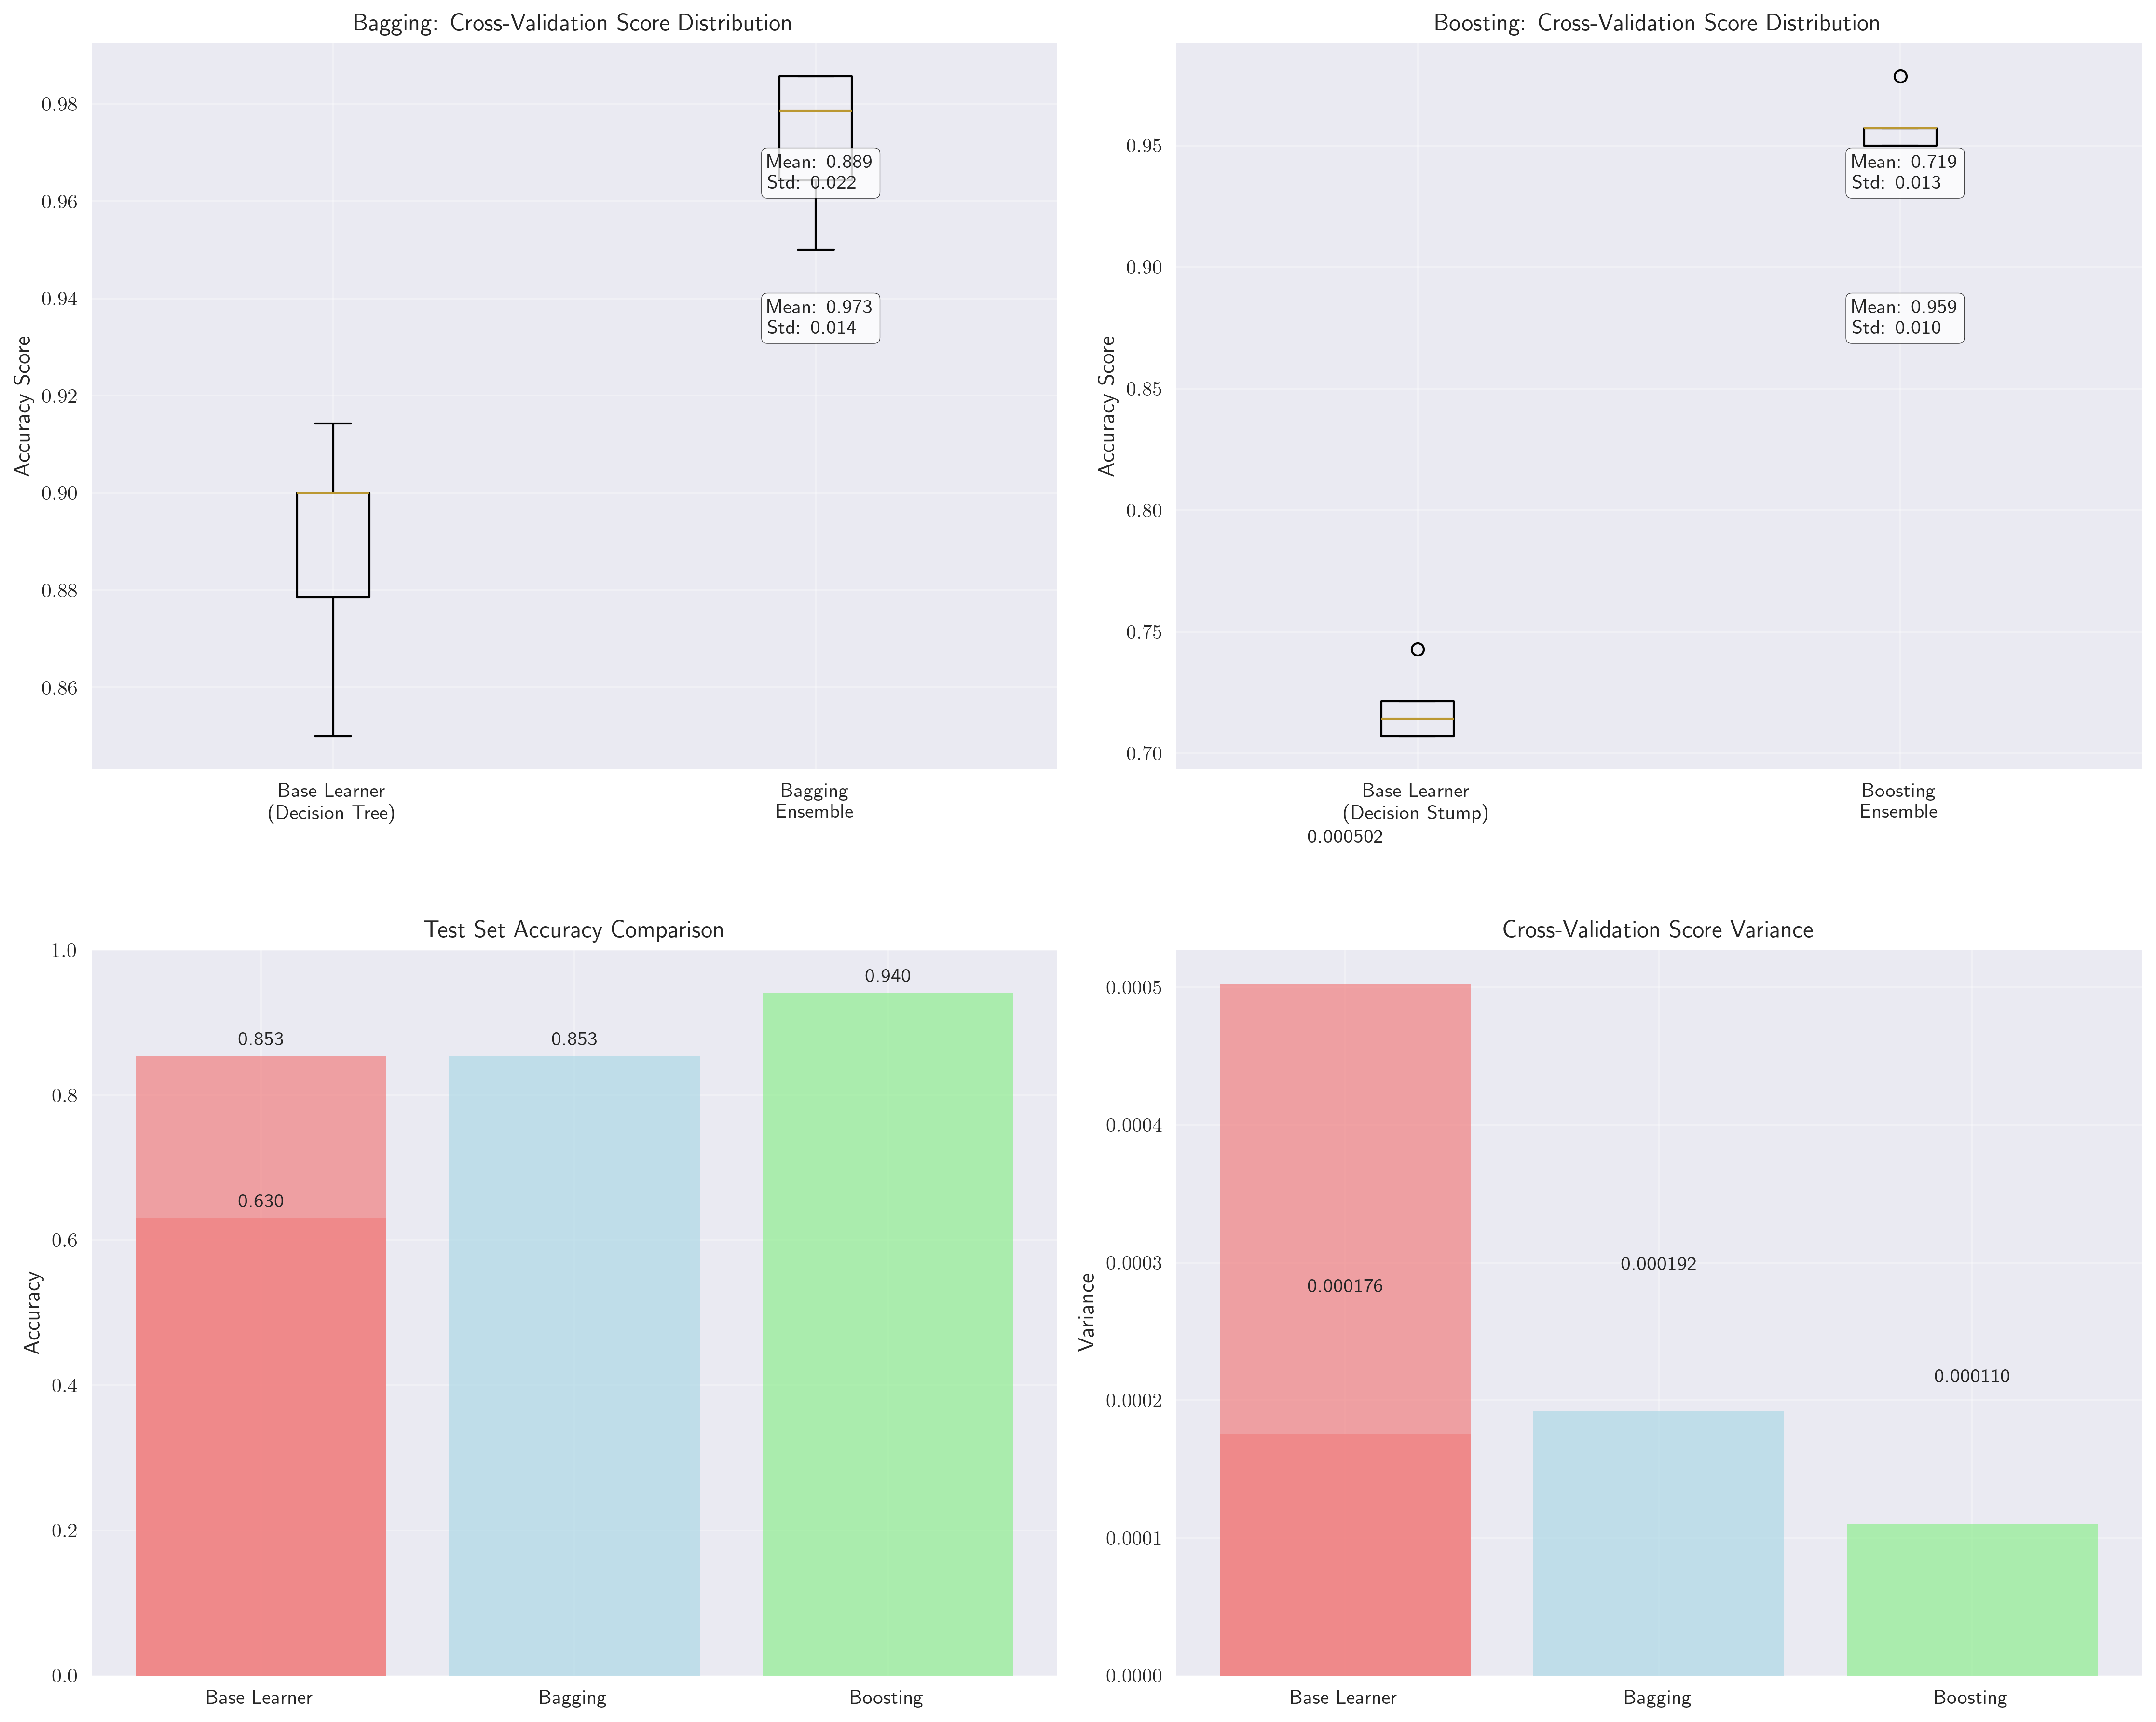 Bagging: Cross-Validation Score Distribution
Accuracy Score
0.98
0.96
0.94
0.92
0.90
0.88
0.86
Mean: 0.889
Std: 0.022
Mean: 0.973
Std: 0.014
Base Learner
(Decision Tree)
Bagging
Ensemble
Boosting: Cross-Validation Score Distribution
Accuracy Score
0.95
0.90
0.85
0.80
0.75
0.70
Mean: 0.719
Std: 0.013
Mean: 0.959
Std: 0.010
Base Learner
(Decision Stump)
Boosting
Ensemble
0.000502
Test Set Accuracy Comparison
Accuracy
1.0
0.8
0.6
0.4
0.2
0.0
0.853
0.630
0.853
0.940
Base Learner
Bagging
Boosting
Cross-Validation Score Variance
Variance
0.0005
0.0004
0.0003
0.0002
0.0001
0.0000
0.000176
0.000192
0.000110
Base Learner
Bagging
Boosting